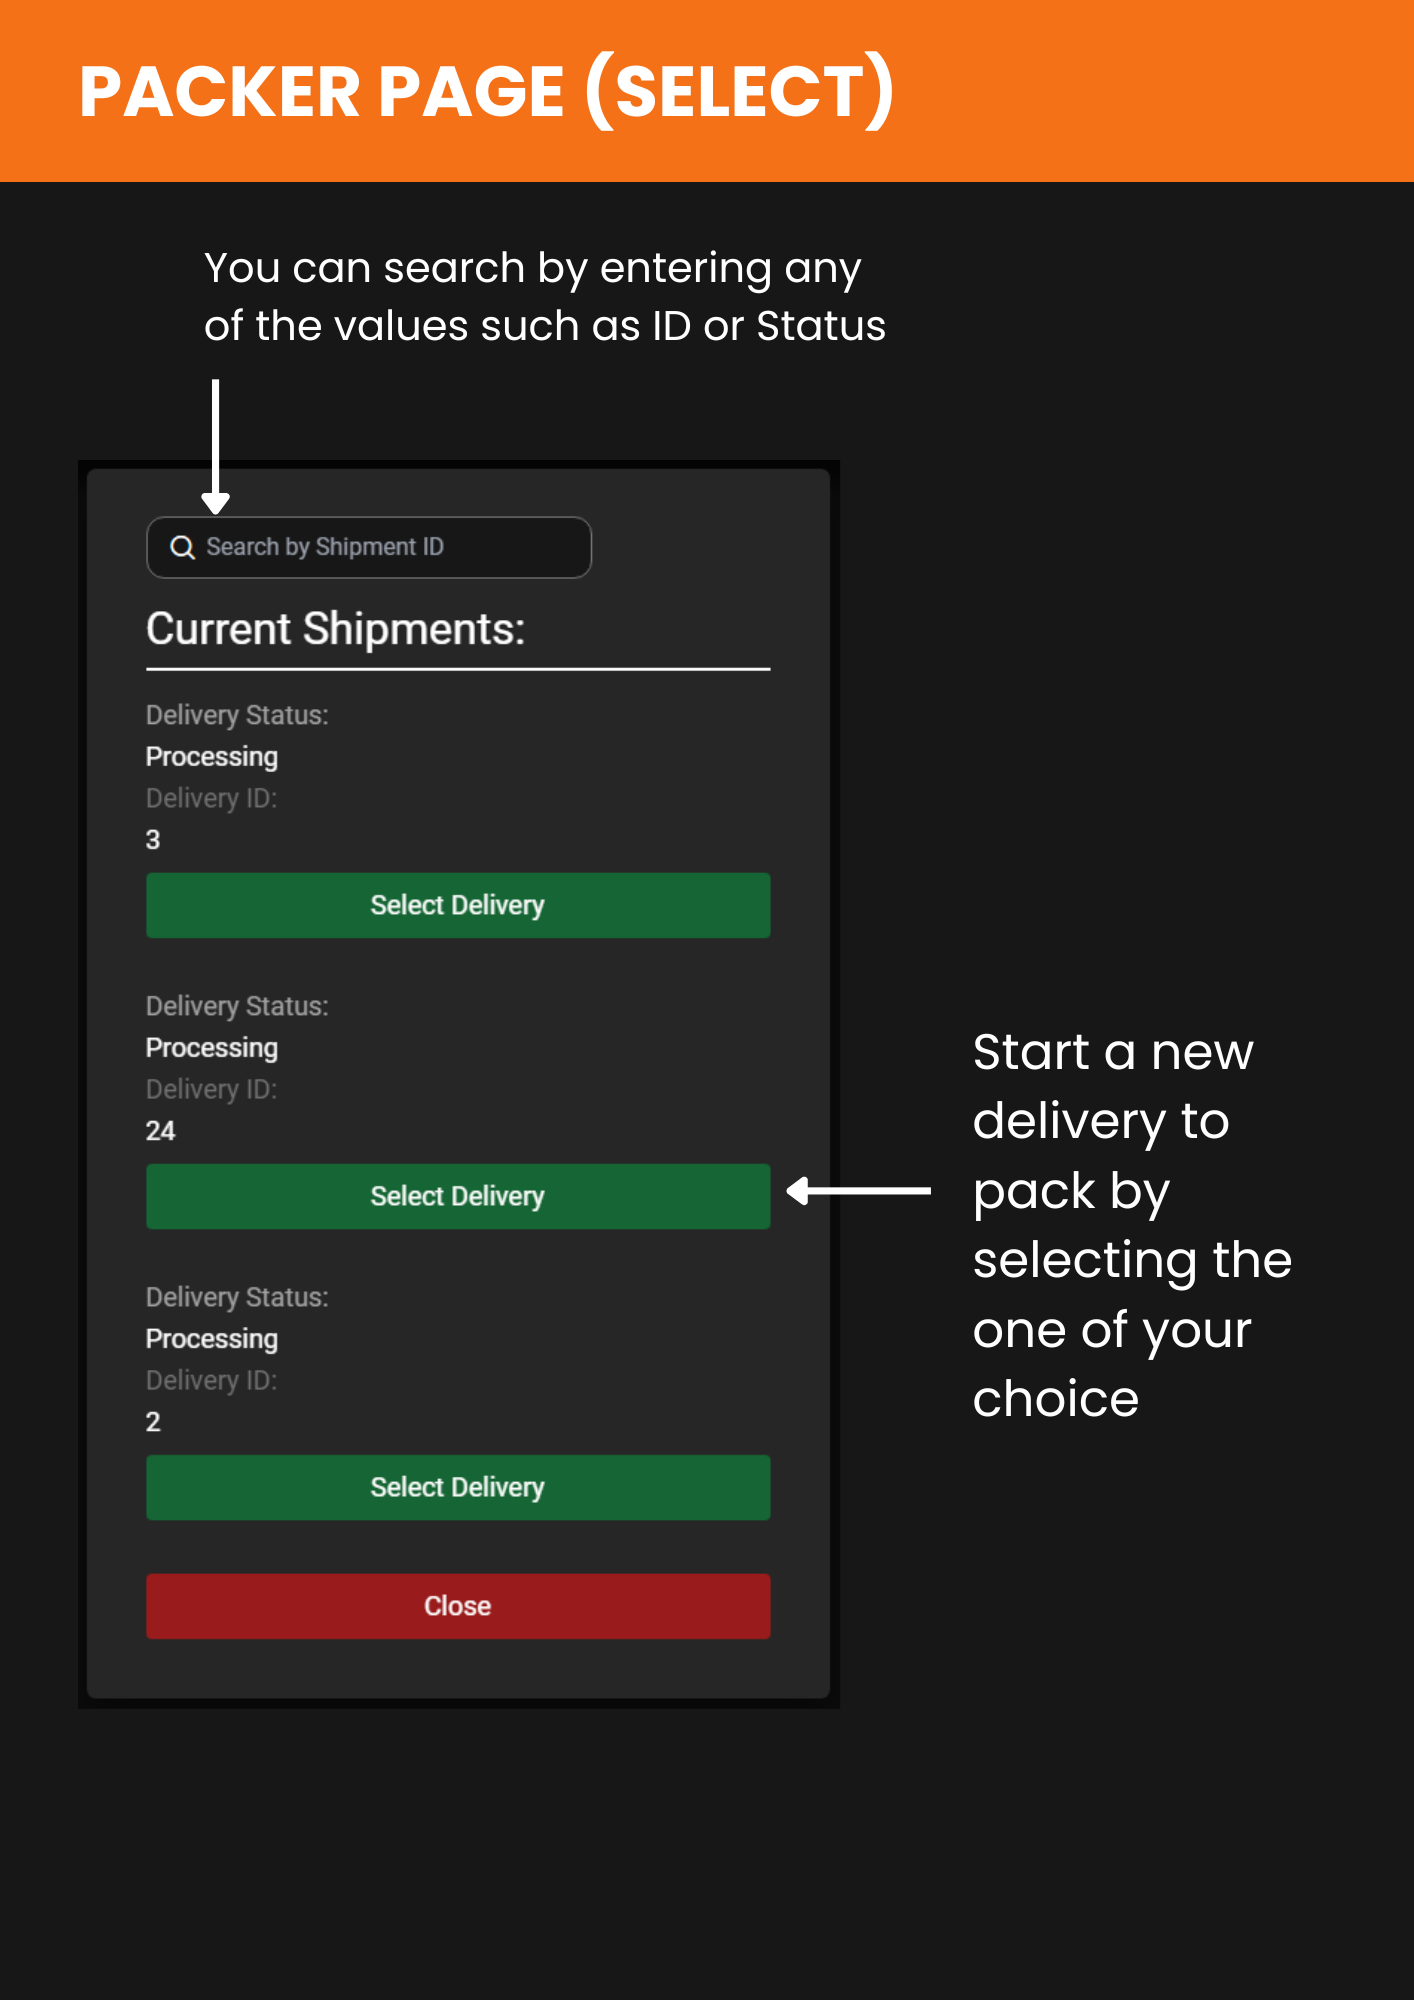 PACKER PAGE (SELECT)
You can search by entering any
of the values such as ID or Status
Search by Shipment ID
Current Shipments:
Delivery Status:
Processing
Delivery ID:
3
Select Delivery
Delivery Status:
Processing
Delivery ID:
24
Select Delivery
Start a new
delivery to
pack by
selecting the
one of your
choice
Delivery Status:
Processing
Delivery ID:
2
Select Delivery
Close